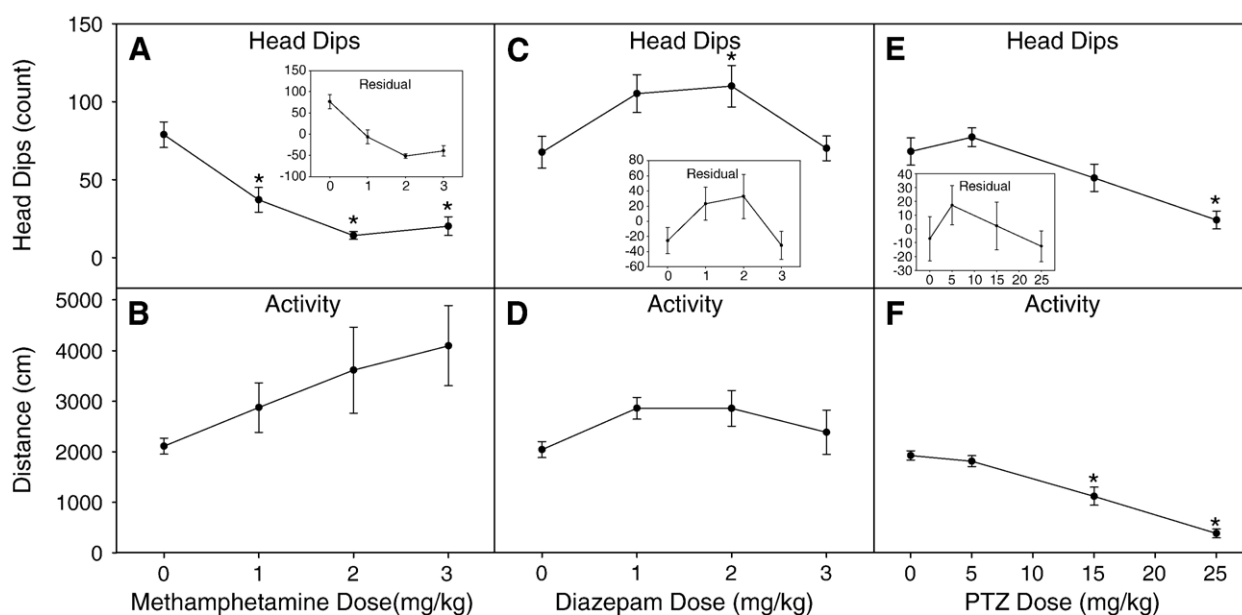 A
Head Dips
C
Head Dips
E
Head Dips
Head Dips (count)
150
100
50
0
*
*
*
*
*
Residual
150
100
50
0
-50
-100
0 1 2 3
Residual
80
60
40
20
0
-20
-40
-60
0 1 2 3
Residual
40
30
20
10
0
-10
-20
-30
0 5 10 15 20 25
B
Activity
D
Activity
F
Activity
Distance (cm)
5000
4000
3000
2000
1000
0
*
*
0 1 2 3
0 1 2 3
0 5 10 15 20 25
Methamphetamine Dose(mg/kg)
Diazepam Dose (mg/kg)
PTZ Dose (mg/kg)